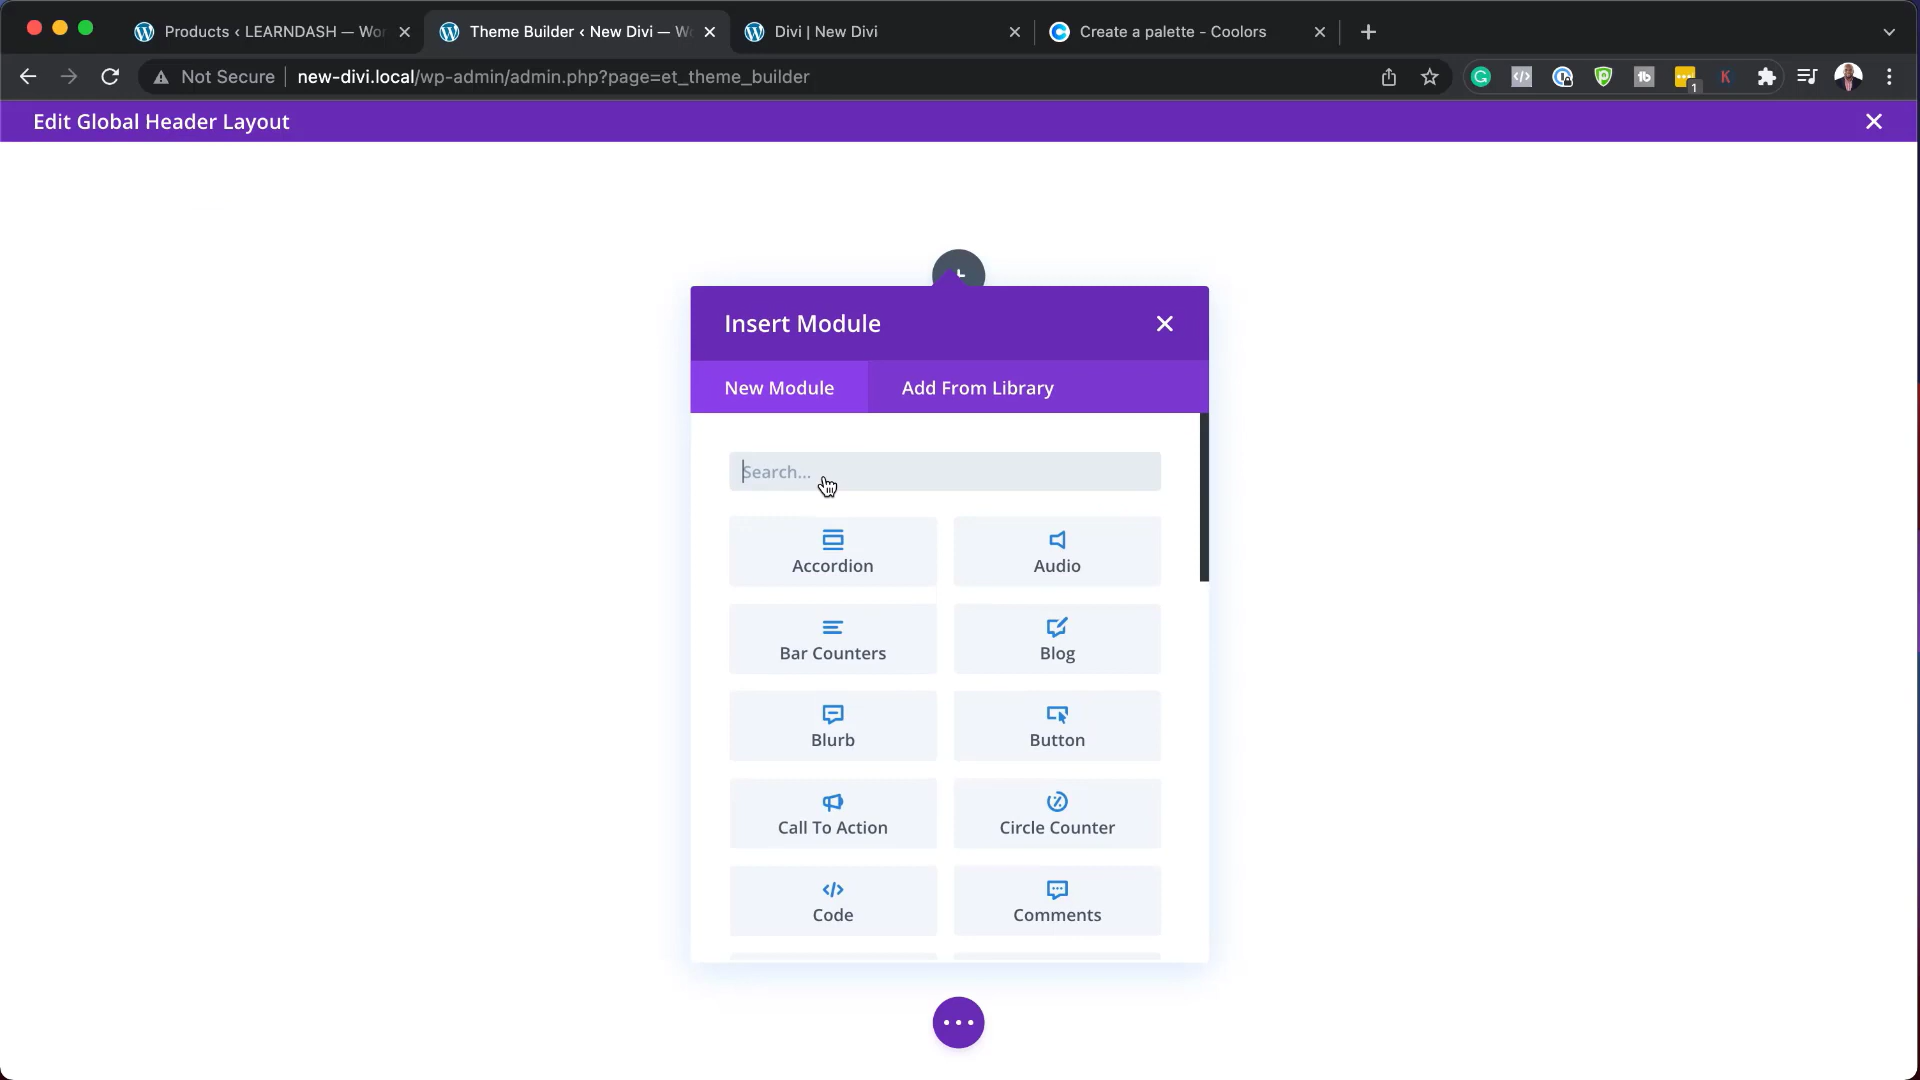 Products ‹ LEARNDASH — Wor
Theme Builder ‹ New Divi — W
Divi | New Divi
Create a palette - Coolors
Not Secure
new-divi.local/wp-admin/admin.php?page=et_theme_builder
1
Edit Global Header Layout
Insert Module
New Module
Add From Library
Search...
Accordion
Audio
Bar Counters
Blog
Blurb
Button
Call To Action
Circle Counter
Code
Comments